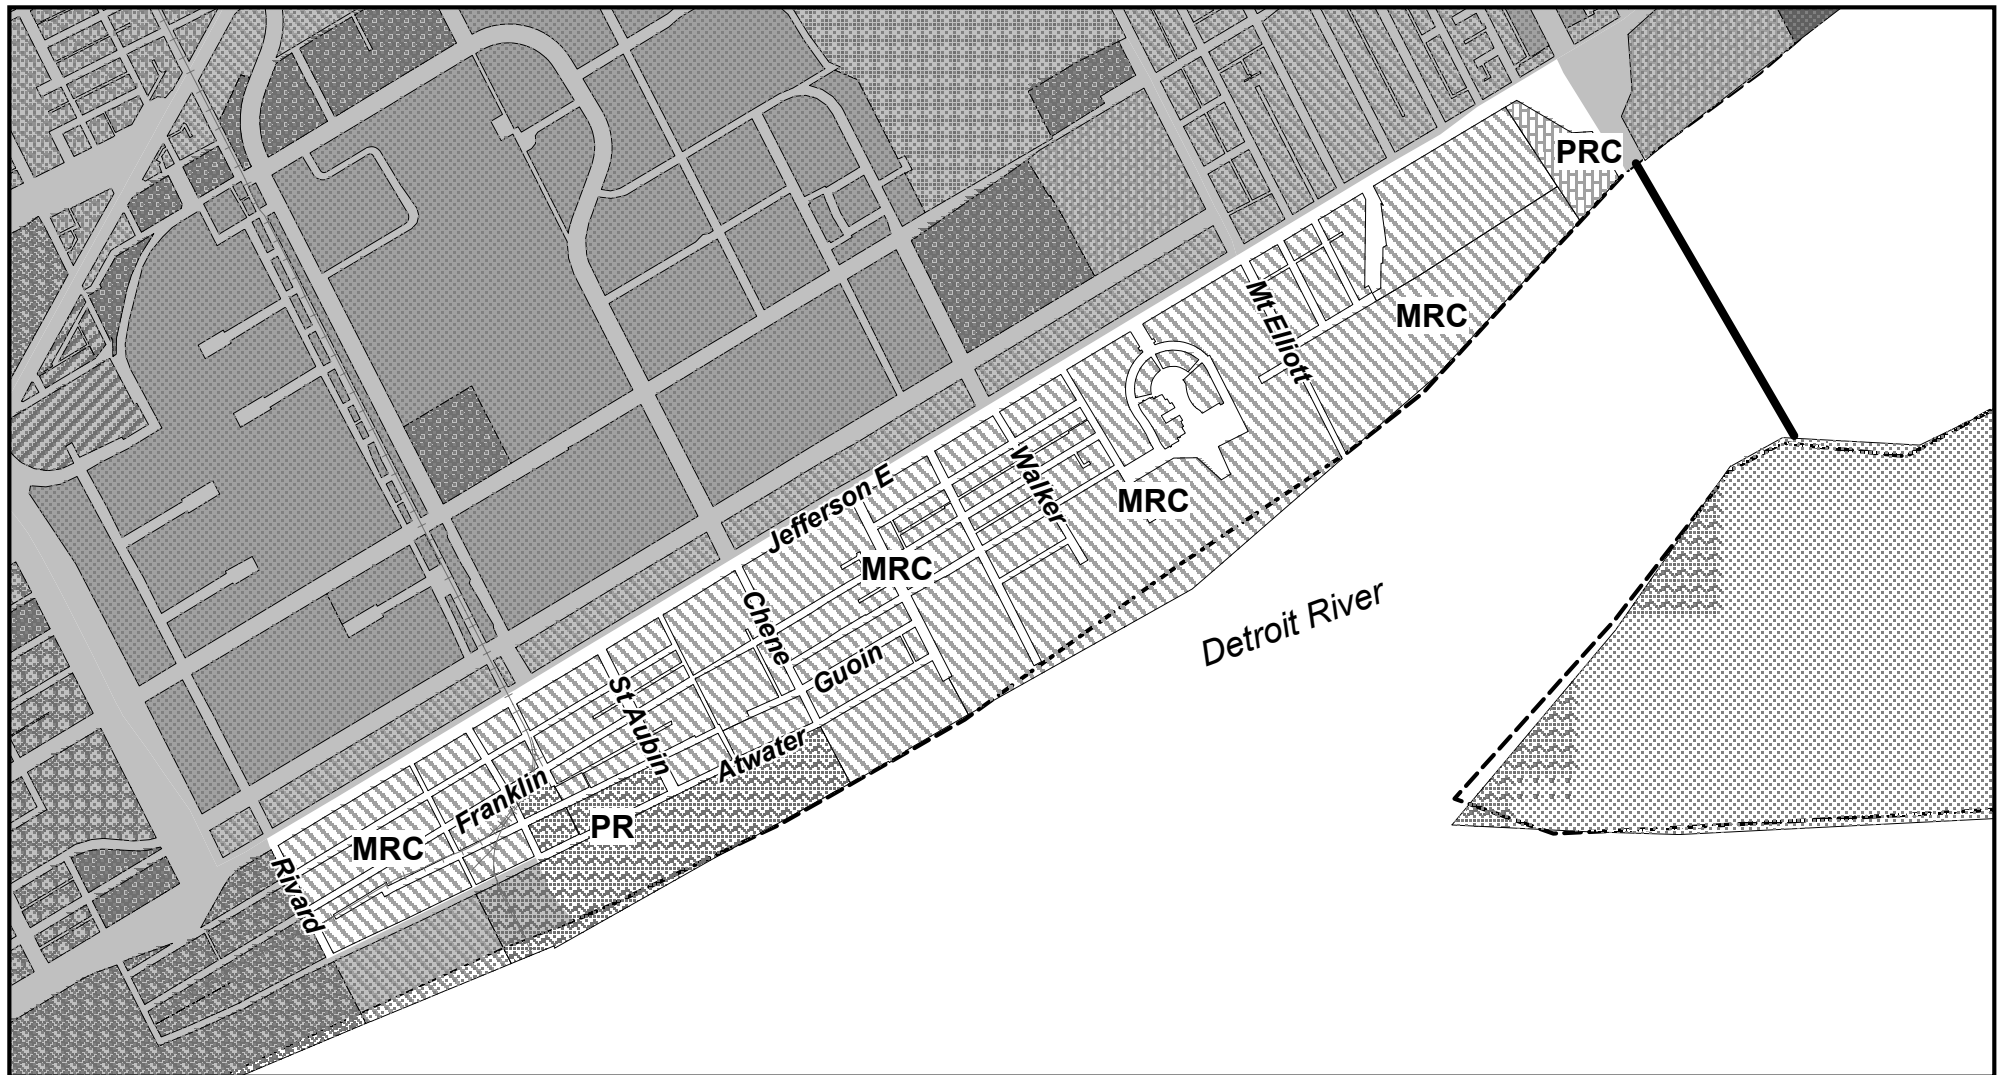 PRC
MRC
Mt Elliott
Jefferson E
Walker
MRC
MRC
Chene
Guoin
Detroit River
St Aubin
Atwater
Franklin
PR
MRC
Rivard